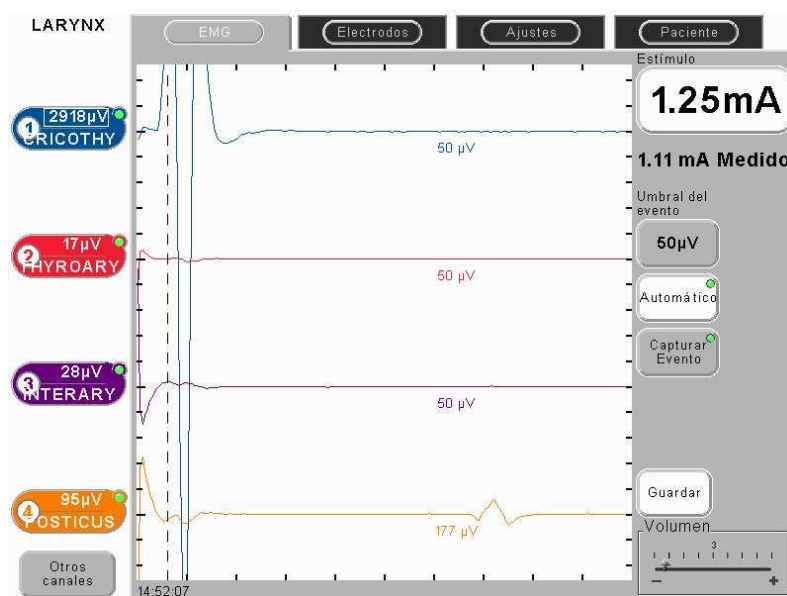 LARYNX
EMG
Electrodos
Ajustes
Paciente
Estímulo
1.25mA
1.11 mA Medido
Umbral del
evento
50µV
Automático
Capturar
Evento
Guardar
Volumen
3
- +
1
2918µV
CRICOTHY
50 µV
2
17µV
THYROARY
50 µV
3
28µV
INTERARY
50 µV
4
95µV
POSTICUS
177 µV
Otros
canales
14:52:07